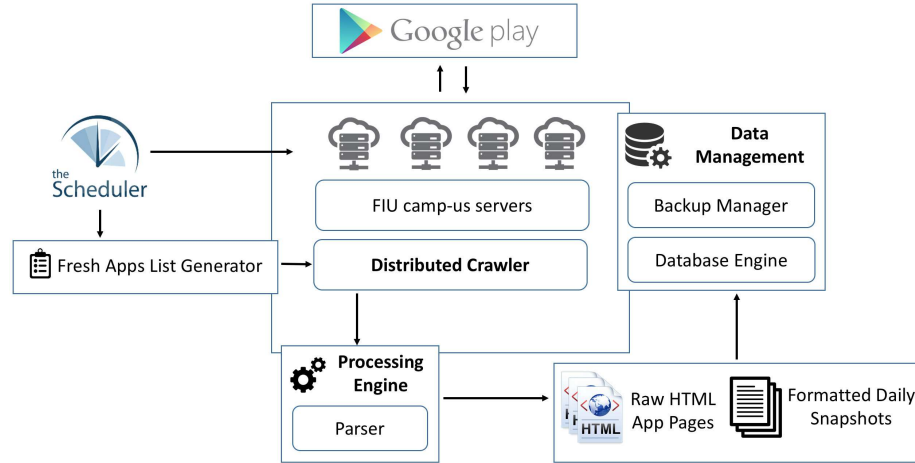 Google play
the
Scheduler
FIU camp-us servers
Data
Management
Backup Manager
Database Engine
Fresh Apps List Generator
Distributed Crawler
Processing
Engine
Parser
HTML
Raw HTML
App Pages
Formatted Daily
Snapshots